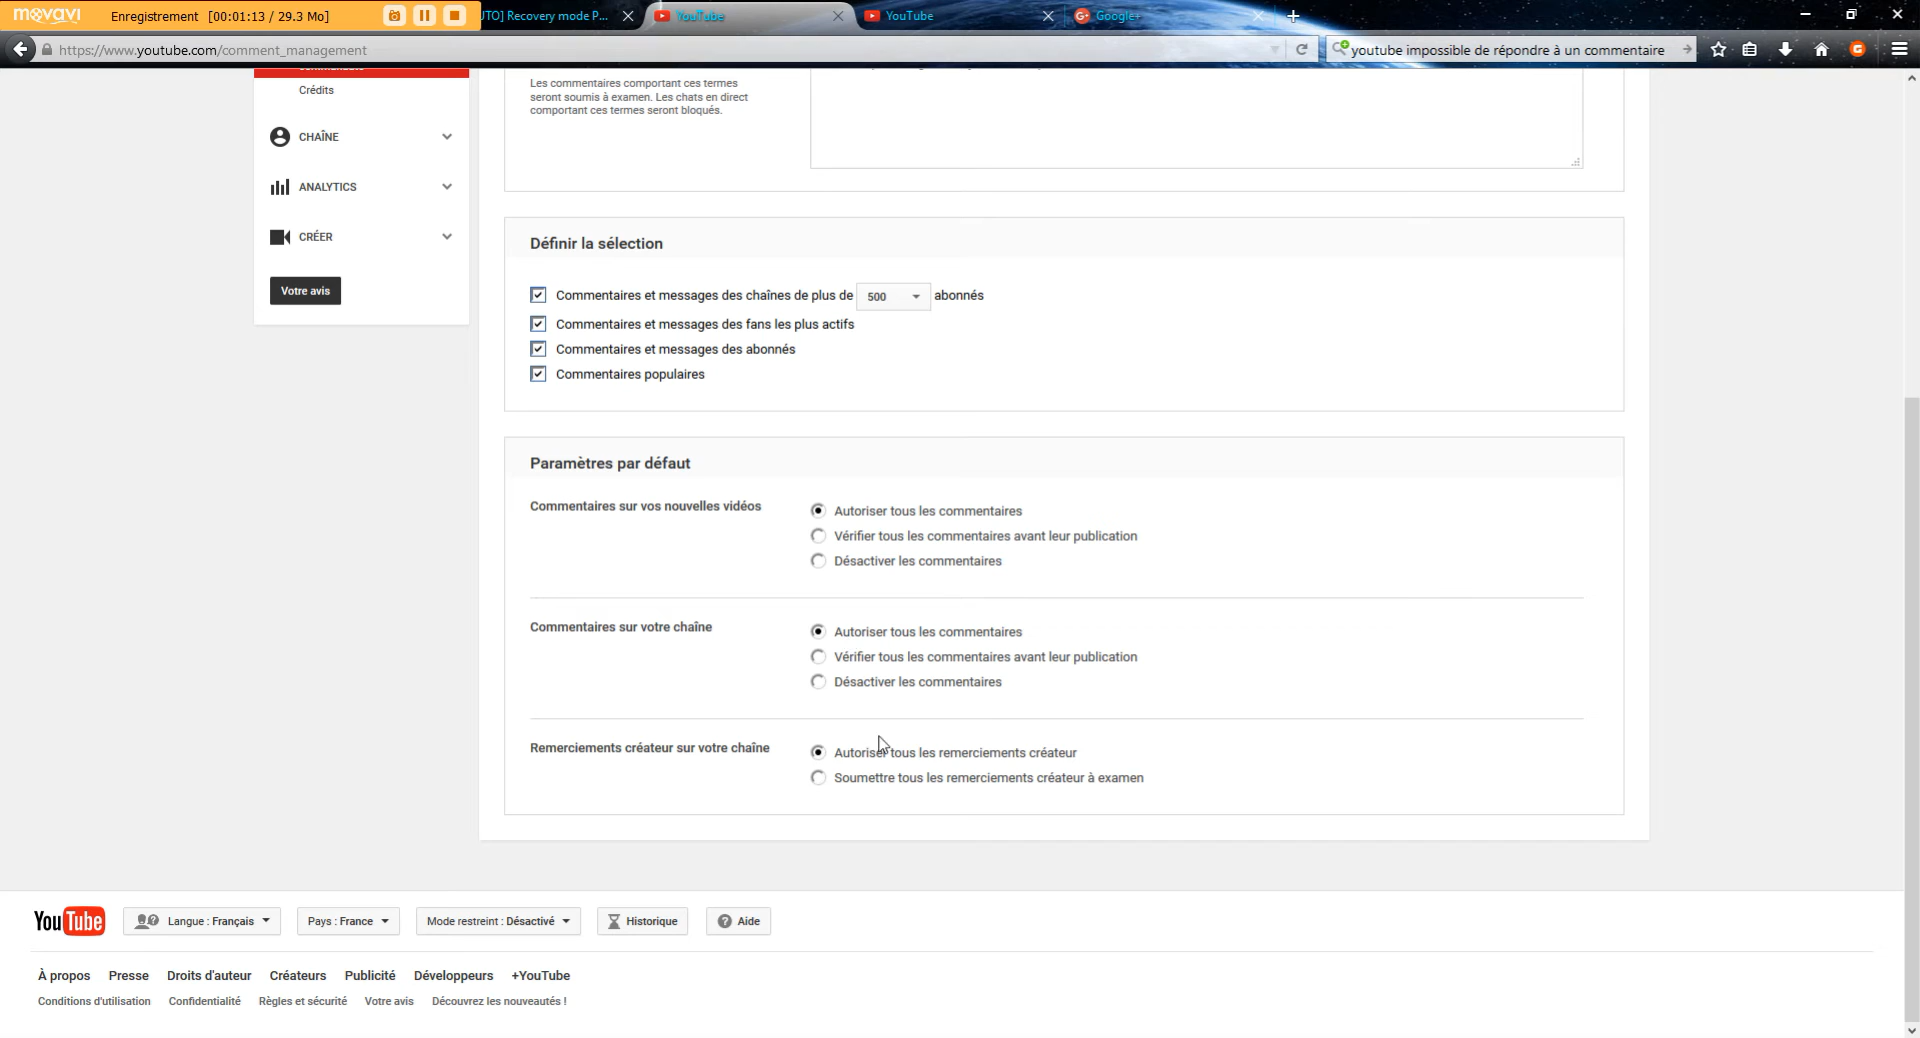 movavi Enregistrement [00:01:13 / 29.3 Mo] UTO] Recovery mode P... YouTube YouTube Google+
https://www.youtube.com/comment_management youtube impossible de répondre à un commentaire
Crédits
CHAÎNE
ANALYTICS
CRÉER
Votre avis
Les commentaires comportant ces termes
seront soumis à examen. Les chats en direct
comportant ces termes seront bloqués.
Définir la sélection
Commentaires et messages des chaînes de plus de 500 abonnés
Commentaires et messages des fans les plus actifs
Commentaires et messages des abonnés
Commentaires populaires
Paramètres par défaut
Commentaires sur vos nouvelles vidéos
Autoriser tous les commentaires
Vérifier tous les commentaires avant leur publication
Désactiver les commentaires
Commentaires sur votre chaîne
Autoriser tous les commentaires
Vérifier tous les commentaires avant leur publication
Désactiver les commentaires
Remerciements créateur sur votre chaîne
Autoriser tous les remerciements créateur
Soumettre tous les remerciements créateur à examen
YouTube Langue : Français Pays : France Mode restreint : Désactivé Historique Aide
À propos Presse Droits d'auteur Créateurs Publicité Développeurs +YouTube
Conditions d'utilisation Confidentialité Règles et sécurité Votre avis Découvrez les nouveautés !